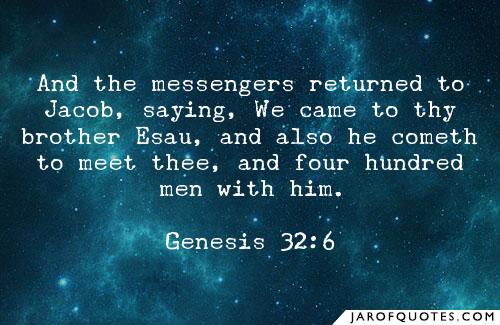 And the messengers returned to
Jacob, saying, We came to thy
brother Esau, and also he cometh
to meet thee, and four hundred
men with him.
Genesis 32:6
JAROFQUOTES.COM